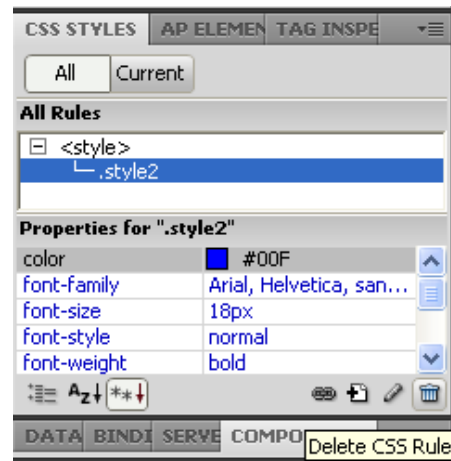 CSS STYLES AP ELEMEN TAG INSPE
All Current
All Rules
<style>
.style2
Properties for ".style2"
color #00F
font-family Arial, Helvetica, san...
font-size 18px
font-style normal
font-weight bold
Az
**
DATA BINDI SERVE COMPO
Delete CSS Rule